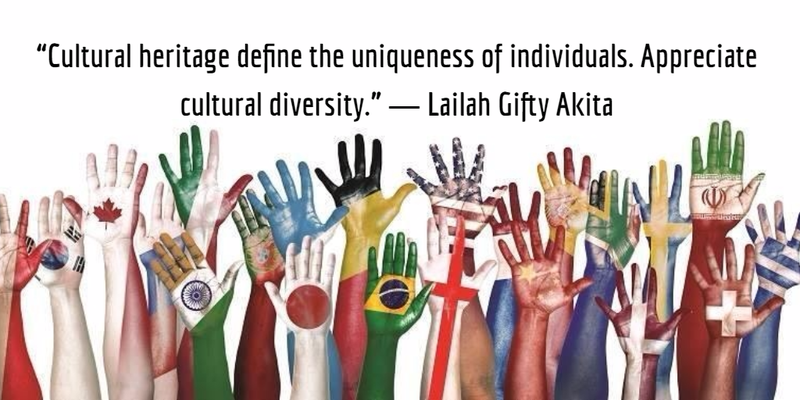 “Cultural heritage define the uniqueness of individuals. Appreciate
cultural diversity.” — Lailah Gifty Akita